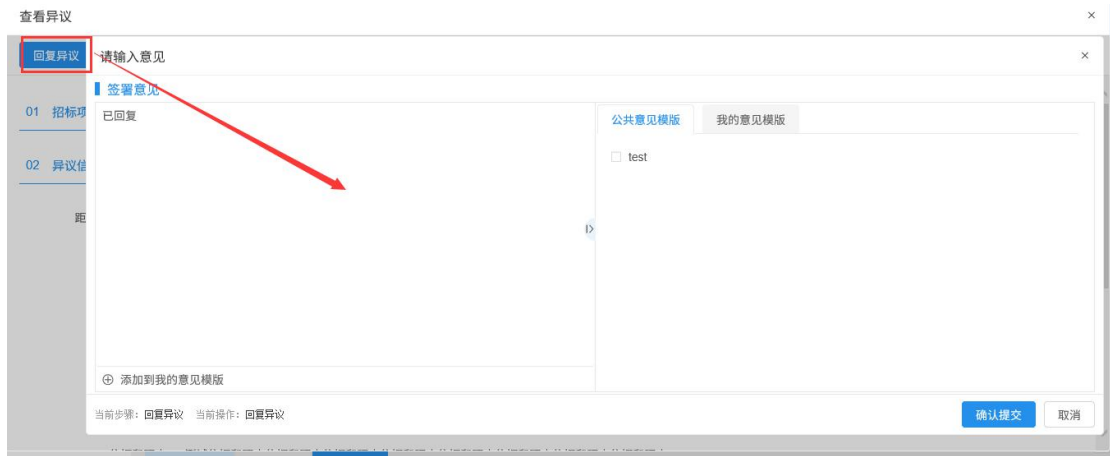 查看异议
×
回复异议
请输入意见
×
签署意见
01 招标项
已回复
公共意见模版
我的意见模版
test
02 异议信
距
添加到我的意见模版
当前步骤：回复异议 当前操作：回复异议
确认提交
取消